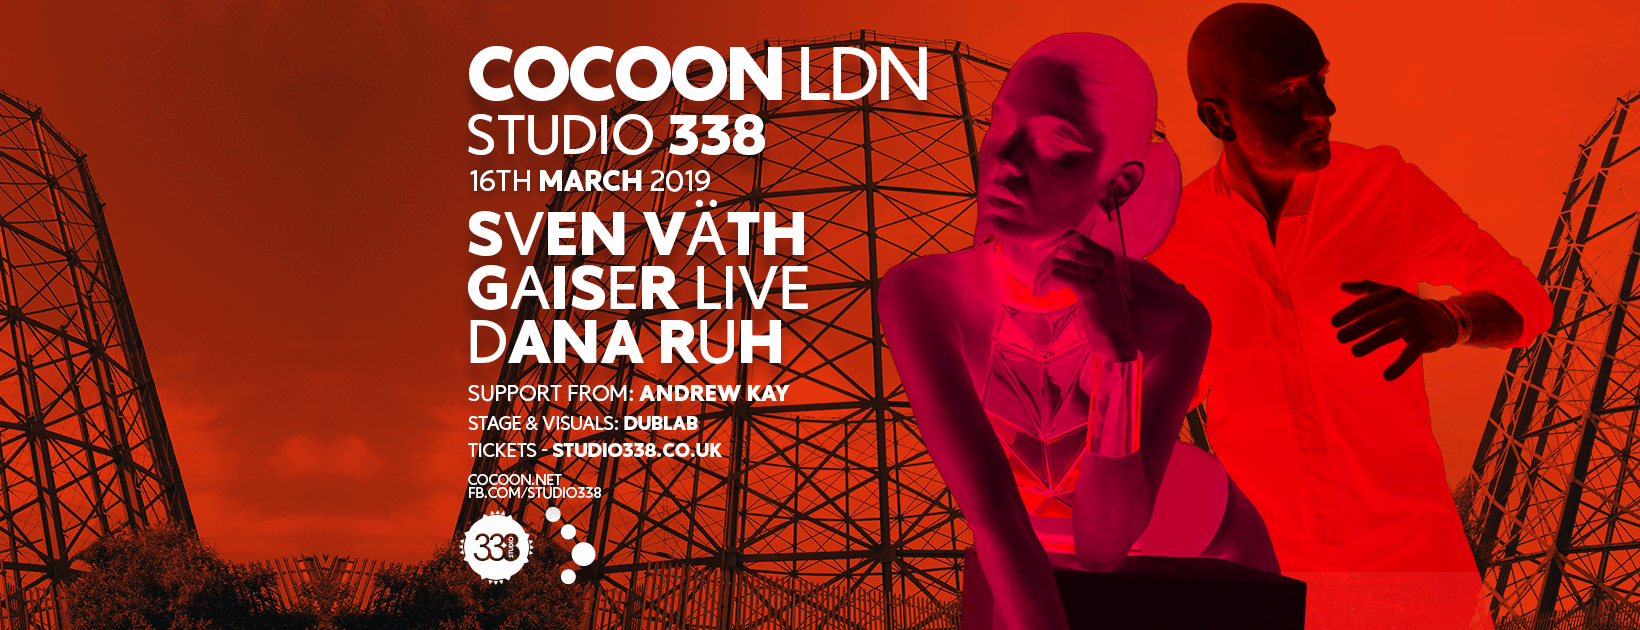 COCOON LDN
STUDIO 338
16TH MARCH 2019
SVEN VÄTH
GAISER LIVE
DANA RUH
SUPPORT FROM: ANDREW KAY
STAGE & VISUALS: DUBLAB
TICKETS - STUDIO338.CO.UK
COCOON.NET
FB.COM/STUDIO338
338 STUDIO